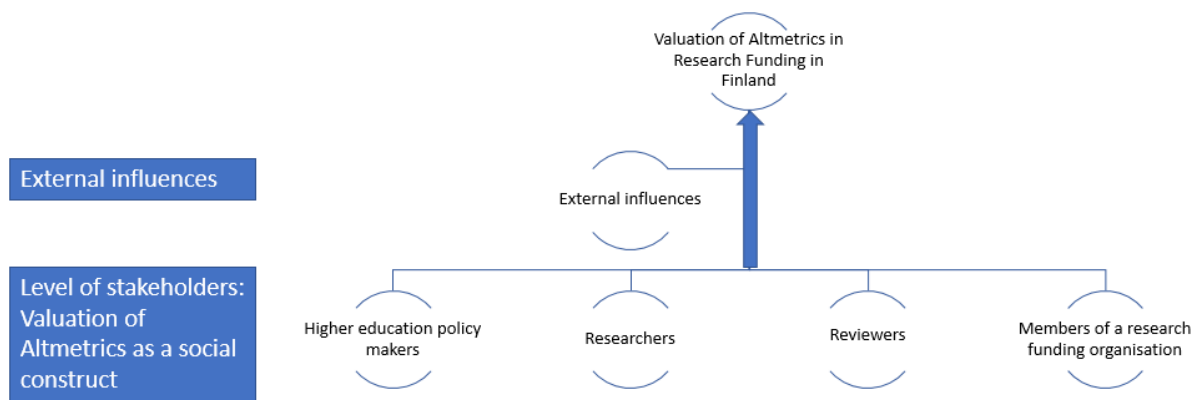 Valuation of Altmetrics in
Research Funding in
Finland
External influences
External influences
Level of stakeholders:
Valuation of
Altmetrics as a social
construct
Higher education policy
makers
Researchers
Reviewers
Members of a research
funding organisation